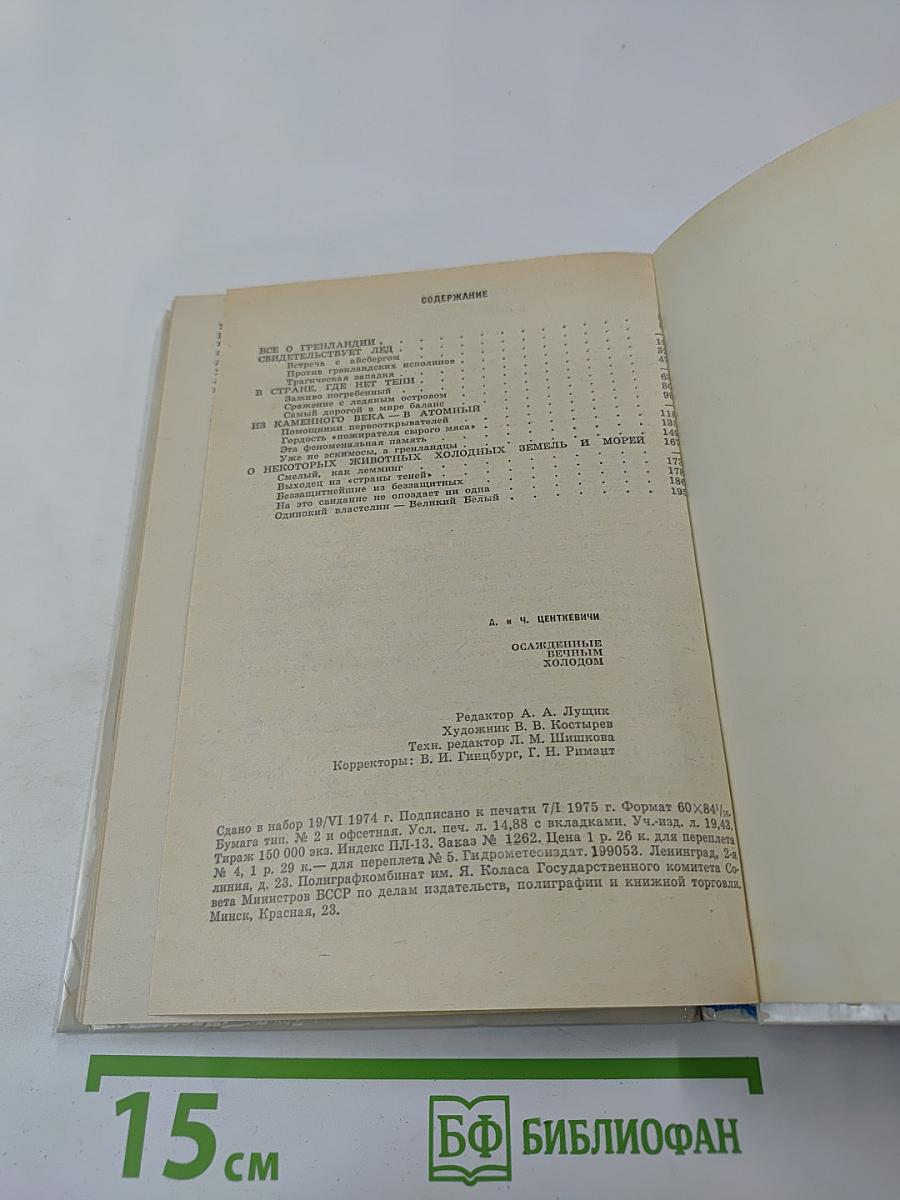 СОДЕРЖАНИЕ
ВСЕ О ГРЕНЛАНДИИ
СВИДЕТЕЛЬСТВУЕТ ЛЕД
Встреча с айсбергом
Против гренландских исполинов
Трагическая западня
В СТРАНЕ, ГДЕ НЕТ ТЕНИ
Заживо погребенный
Сражение с ледяным островом
Самый дорогой в мире баланс
ИЗ КАМЕННОГО ВЕКА — В АТОМНЫЙ
Помощники первооткрывателей
Гордость «пожирателя сырого мяса»
Эта феноменальная память
Уже не эскимосы, а гренландцы
О НЕКОТОРЫХ ЖИВОТНЫХ ХОЛОДНЫХ ЗЕМЕЛЬ И МОРЕЙ
Смелый, как лемминг
Выходец из «страны теней»
Беззащитнейшие из беззащитных
На это свидание не опоздает ни одна
Одинокий властелин — Великий Белый
Д. и Ч. ЦЕНТКЕВИЧИ
ОСАЖДЕННЫЕ
ВЕЧНЫМ
ХОЛОДОМ
Редактор А. А. Лущик
Художник В. В. Костырев
Техн. редактор Л. М. Шишкова
Корректоры: В. И. Гинцбург, Г. Н. Римант
Сдано в набор 19/VI 1974 г. Подписано к печати 7/I 1975 г. Формат 60×84¹/₁₆.
Бумага тип. № 2 и офсетная. Усл. печ. л. 14,88 с вкладками. Уч.-изд. л. 19,43.
Тираж 150 000 экз. Индекс ПЛ-13. Заказ № 1262. Цена 1 р. 26 к. для переплета
№ 4, 1 р. 29 к.— для переплета № 5. Гидрометеоиздат. 199053. Ленинград, 2-я
линия, д. 23. Полиграфкомбинат им. Я. Коласа Государственного комитета Со-
вета Министров БССР по делам издательств, полиграфии и книжной торговли.
Минск, Красная, 23.
15 см
БФ БИБЛИОФАН